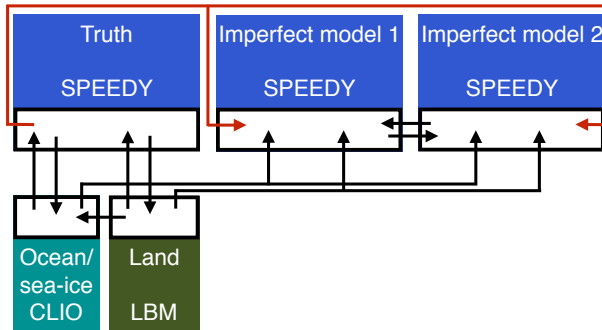 Truth
SPEEDY
Imperfect model 1
SPEEDY
Imperfect model 2
SPEEDY
Ocean/
sea-ice
CLIO
Land
LBM